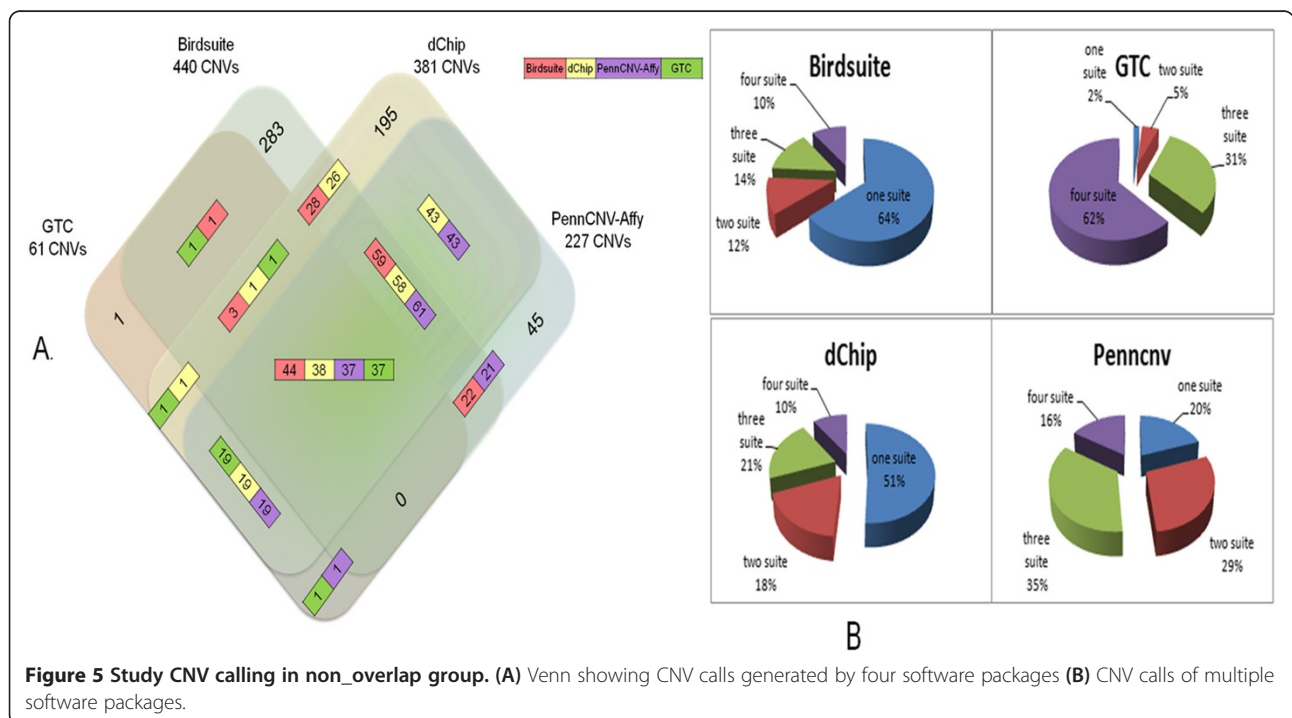 Birdsuite
440 CNVs
dChip
381 CNVs
Birdsuite dChip PennCNV-Affy GTC
GTC
61 CNVs
PennCNV-Affy
227 CNVs
283
195
1 1
28 26
43 43
3 1 1
59 58 61
1
45
44 38 37 37
1 1
22 21
19 19 19
0
1 1
A.
Birdsuite
four suite
10%
three
suite
14%
two suite
12%
one suite
64%
GTC
one
suite
2%
two suite
5%
three
suite
31%
four suite
62%
dChip
four suite
10%
three
suite
21%
one suite
51%
two suite
18%
Penncnv
four suite
16%
one suite
20%
three
suite
35%
two suite
29%
B
Figure 5 Study CNV calling in non_overlap group. (A) Venn showing CNV calls generated by four software packages (B) CNV calls of multiple
software packages.